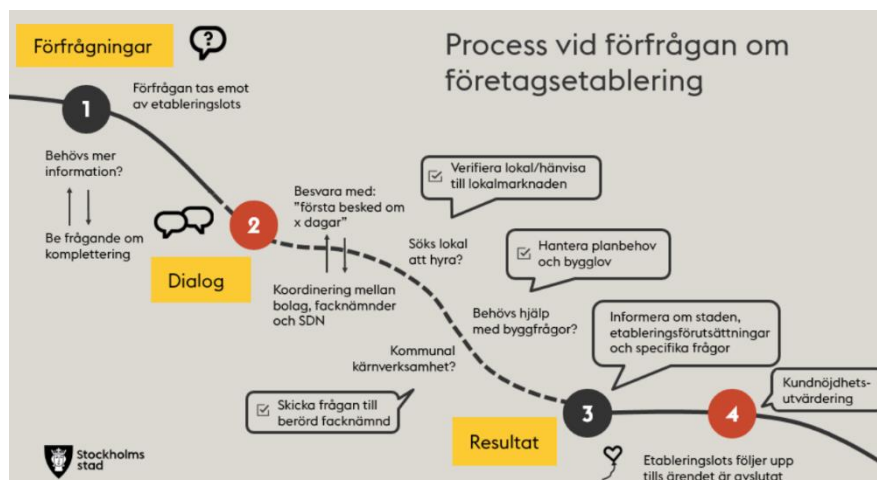 Process vid förfrågan om
företagsetablering
Förfrågningar
?
1
Förfrågan tas emot
av etableringslots
Behövs mer
information?
Be frågande om
komplettering
2
Dialog
Besvara med:
"första besked om
x dagar"
Koordinering mellan
bolag, facknämnder
och SDN
Söks lokal
att hyra?
Verifiera lokal/hänvisa
till lokalmarknaden
Behövs hjälp
med byggfrågor?
Hantera planbehov
och bygglov
Kommunal
kärnverksamhet?
Skicka frågan till
berörd facknämnd
3
Resultat
Informera om staden,
etableringsförutsättningar
och specifika frågor
4
Kundnöjdhets-
utvärdering
Etableringslots följer upp
tills ärendet är avslutat
Stockholms
stad